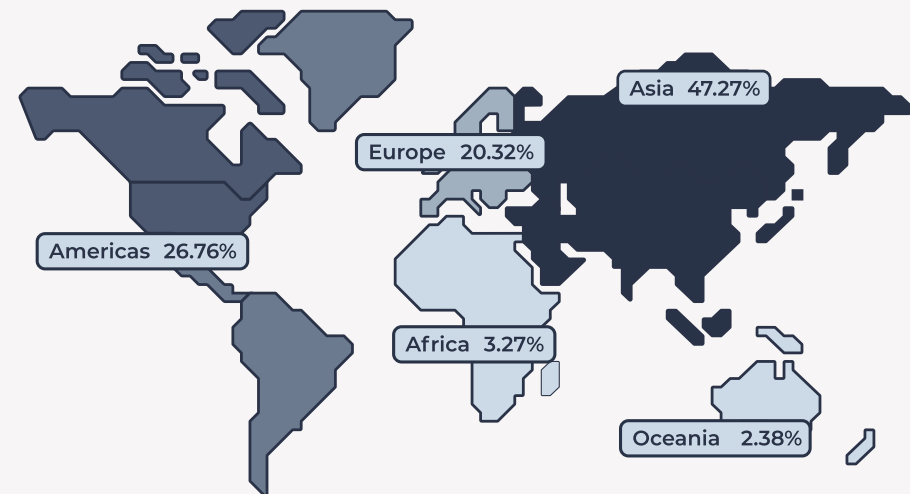 Asia 47.27%
Europe 20.32%
Americas 26.76%
Africa 3.27%
Oceania 2.38%